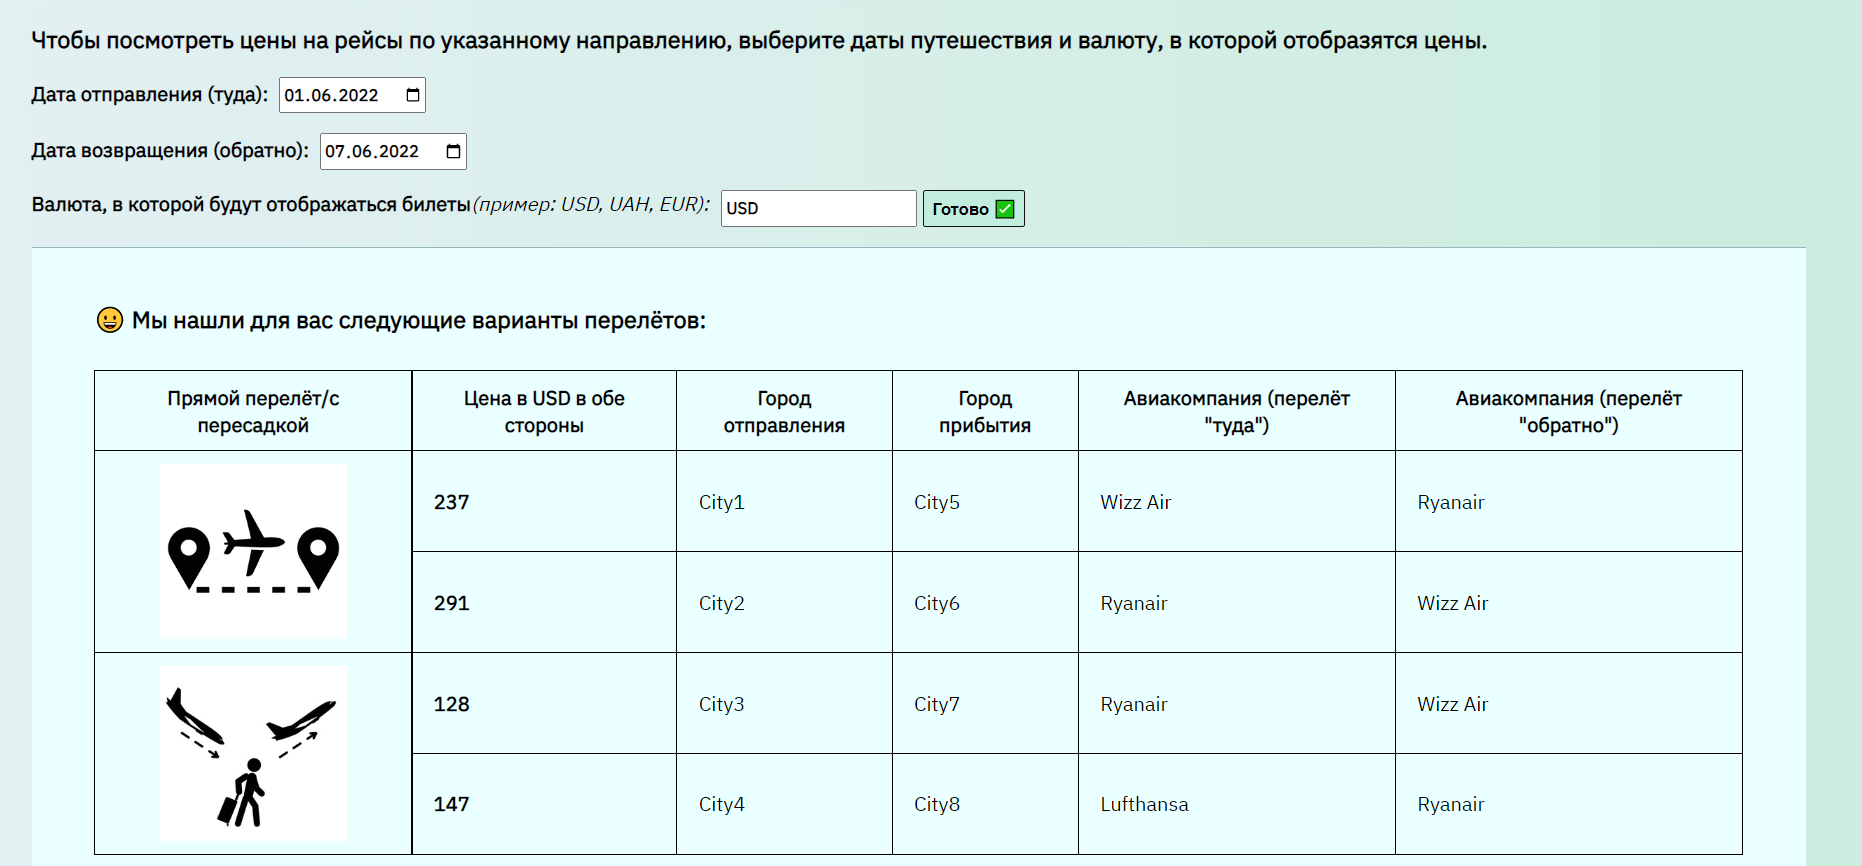 Чтобы посмотреть цены на рейсы по указанному направлению, выберите даты путешествия и валюту, в которой отобразятся цены.
Дата отправления (туда): 01.06.2022
Дата возвращения (обратно): 07.06.2022
Валюта, в которой будут отображаться билеты(пример: USD, UAH, EUR): USD Готово ✅
😀 Мы нашли для вас следующие варианты перелётов:
Прямой перелёт/с пересадкой
Цена в USD в обе стороны
Город отправления
Город прибытия
Авиакомпания (перелёт "туда")
Авиакомпания (перелёт "обратно")
237 City1 City5 Wizz Air Ryanair
291 City2 City6 Ryanair Wizz Air
128 City3 City7 Ryanair Wizz Air
147 City4 City8 Lufthansa Ryanair